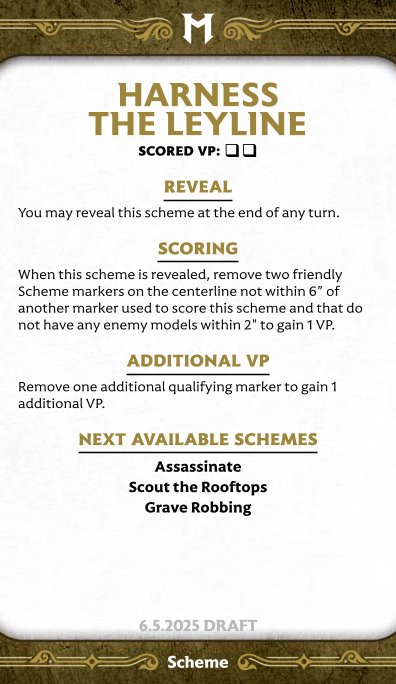 M
HARNESS
THE LEYLINE
SCORED VP: ☐☐
REVEAL
You may reveal this scheme at the end of any turn.
SCORING
When this scheme is revealed, remove two friendly
Scheme markers on the centerline not within 6” of
another marker used to score this scheme and that do
not have any enemy models within 2" to gain 1 VP.
ADDITIONAL VP
Remove one additional qualifying marker to gain 1
additional VP.
NEXT AVAILABLE SCHEMES
Assassinate
Scout the Rooftops
Grave Robbing
6.5.2025 DRAFT
Scheme